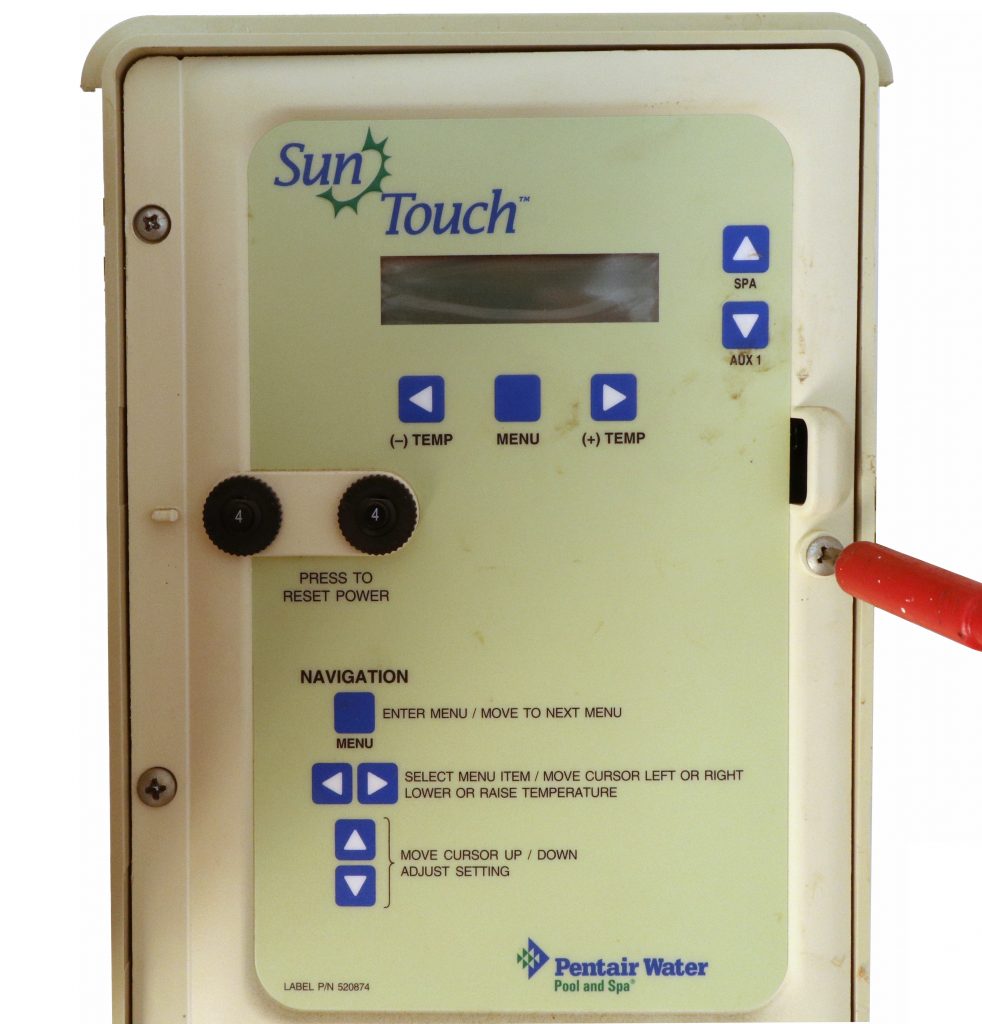 Sun
Touch™
SPA
AUX 1
(–) TEMP
MENU
(+) TEMP
4
4
PRESS TO
RESET POWER
NAVIGATION
ENTER MENU / MOVE TO NEXT MENU
MENU
SELECT MENU ITEM / MOVE CURSOR LEFT OR RIGHT
LOWER OR RAISE TEMPERATURE
MOVE CURSOR UP / DOWN
ADJUST SETTING
Pentair Water
Pool and Spa®
LABEL P/N 520874